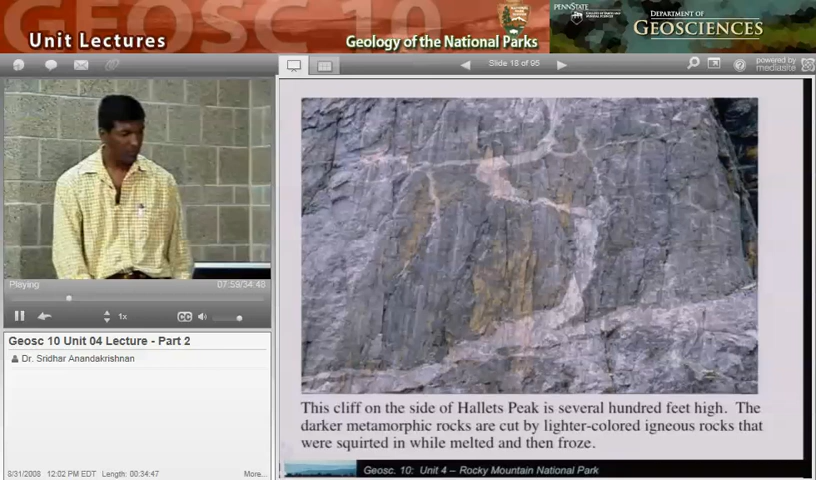 GEOSC 10
Unit Lectures
Geology of the National Parks
PENNSTATE
DEPARTMENT OF
GEOSCIENCES
Slide 18 of 95
powered by
mediasite
Playing
07:59/34:48
1x
CC
Geosc 10 Unit 04 Lecture - Part 2
Dr. Sridhar Anandakrishnan
This cliff on the side of Hallets Peak is several hundred feet high. The
darker metamorphic rocks are cut by lighter-colored igneous rocks that
were squirted in while melted and then froze.
8/31/2008 12:02 PM EDT Length: 00:34:47
More...
Geosc. 10: Unit 4 – Rocky Mountain National Park